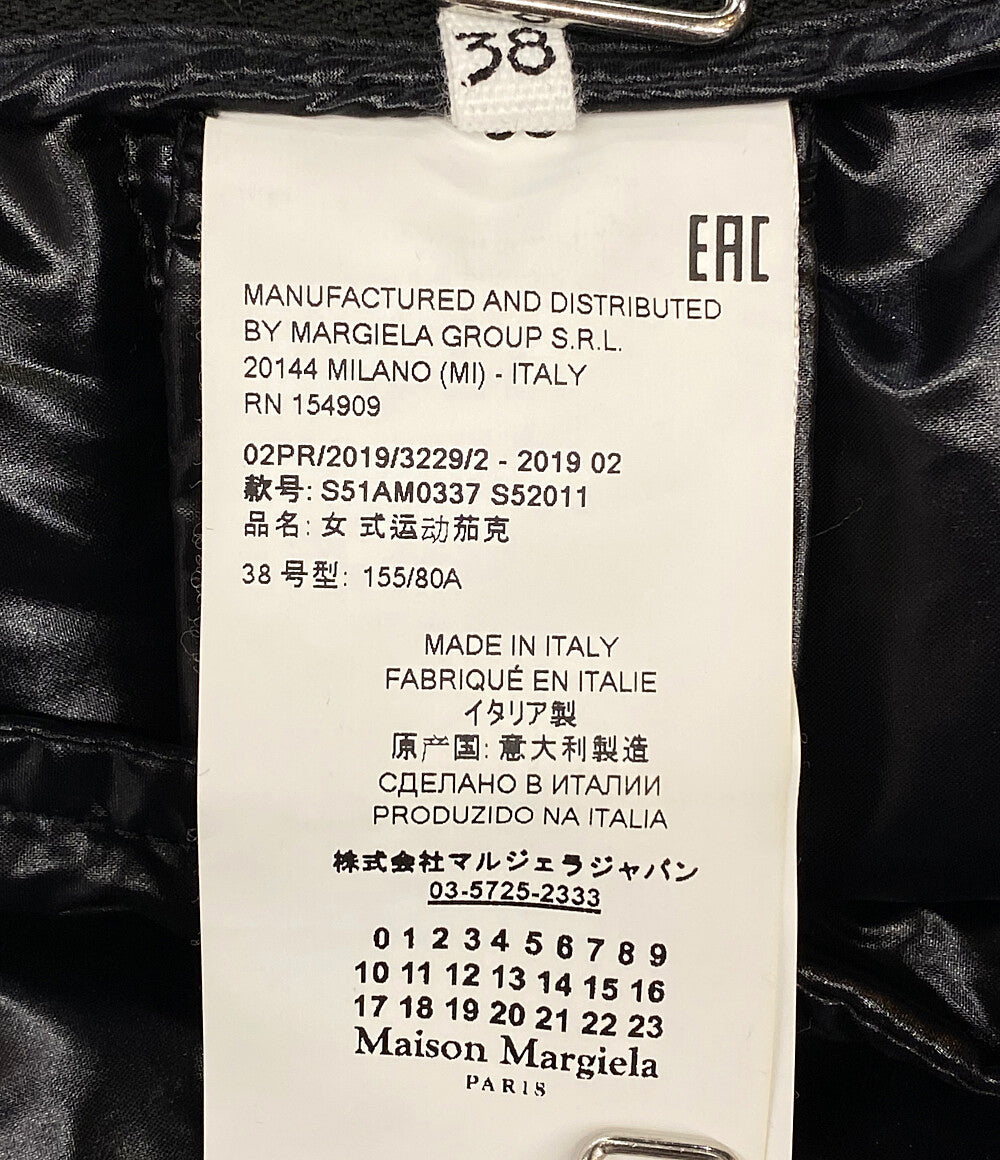 38
EAC
MANUFACTURED AND DISTRIBUTED
BY MARGIELA GROUP S.R.L.
20144 MILANO (MI) - ITALY
RN 154909
02PR/2019/3229/2 - 2019 02
款号: S51AM0337 S52011
品名: 女 式运动茄克
38 号型: 155/80A
MADE IN ITALY
FABRIQUÉ EN ITALIE
イタリア製
原产国: 意大利製造
СДЕЛАНО В ИТАЛИИ
PRODUZIDO NA ITALIA
株式会社マルジェラジャパン
03-5725-2333
0 1 2 3 4 5 6 7 8 9
10 11 12 13 14 15 16
17 18 19 20 21 22 23
Maison Margiela
PARIS